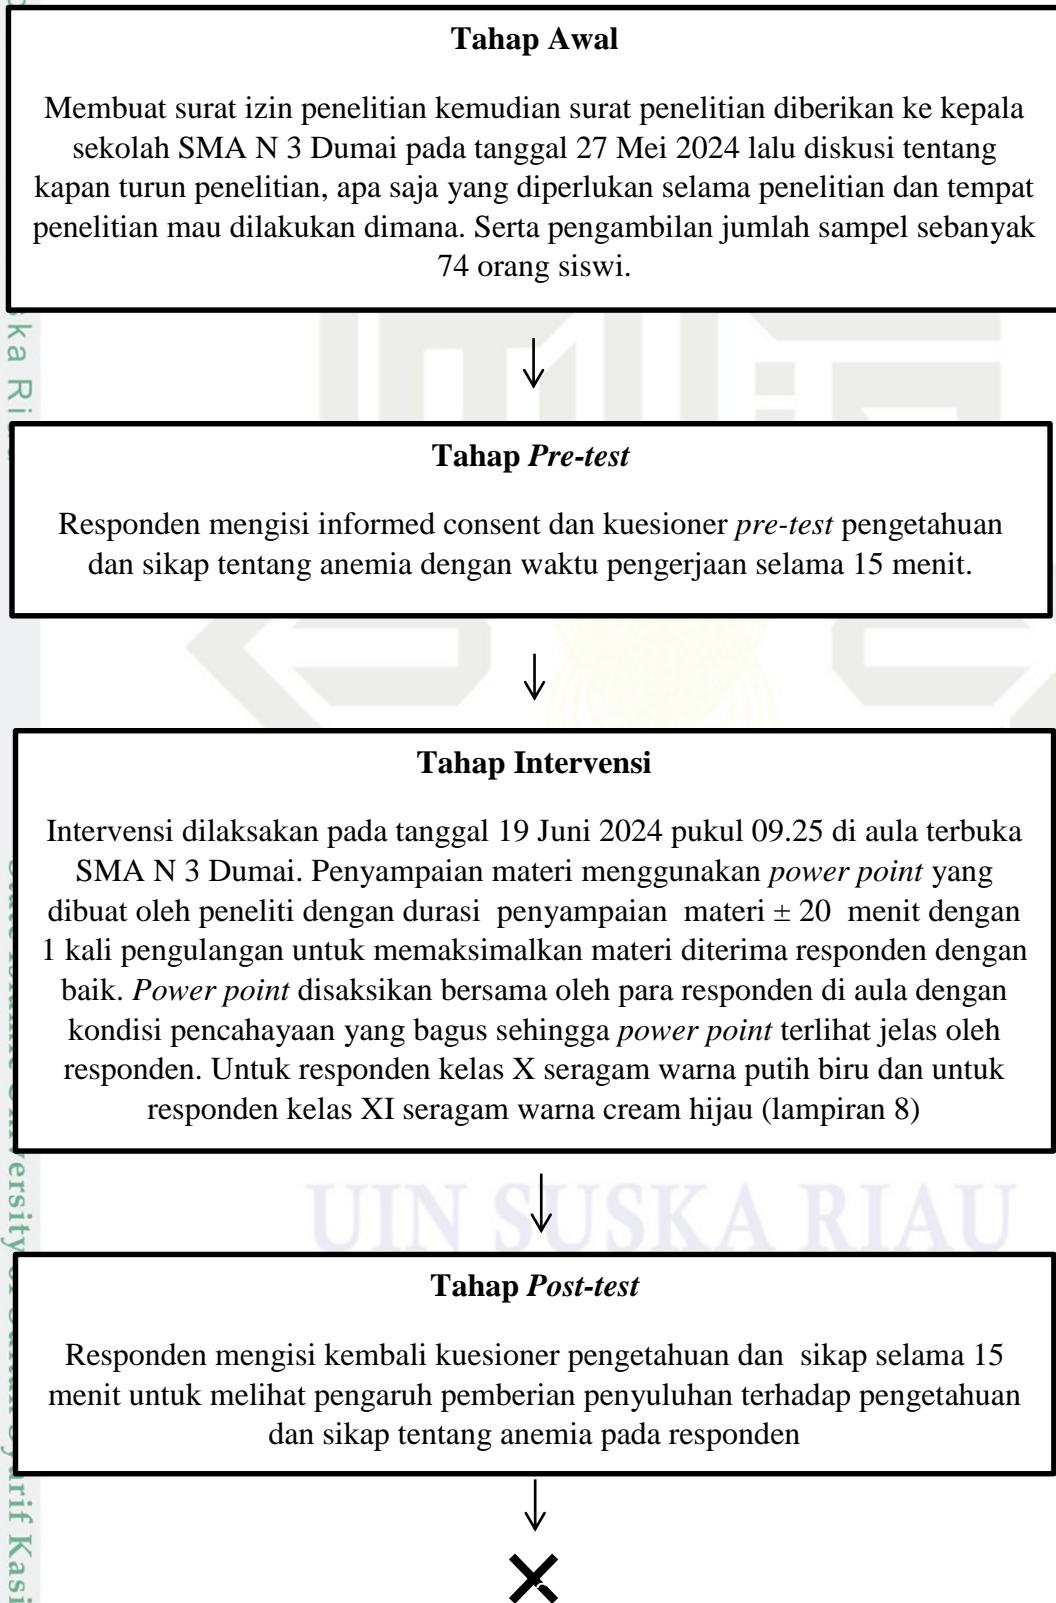 Tahap Awal
Membuat surat izin penelitian kemudian surat penelitian diberikan ke kepala
sekolah SMA N 3 Dumai pada tanggal 27 Mei 2024 lalu diskusi tentang
kapan turun penelitian, apa saja yang diperlukan selama penelitian dan tempat
penelitian mau dilakukan dimana. Serta pengambilan jumlah sampel sebanyak
74 orang siswi.
Tahap Pre-test
Responden mengisi informed consent dan kuesioner pre-test pengetahuan
dan sikap tentang anemia dengan waktu pengerjaan selama 15 menit.
Tahap Intervensi
Intervensi dilaksakan pada tanggal 19 Juni 2024 pukul 09.25 di aula terbuka
SMA N 3 Dumai. Penyampaian materi menggunakan power point yang
dibuat oleh peneliti dengan durasi penyampaian materi ± 20 menit dengan
1 kali pengulangan untuk memaksimalkan materi diterima responden dengan
baik. Power point disaksikan bersama oleh para responden di aula dengan
kondisi pencahayaan yang bagus sehingga power point terlihat jelas oleh
responden. Untuk responden kelas X seragam warna putih biru dan untuk
responden kelas XI seragam warna cream hijau (lampiran 8)
UIN SUSKA RIAU
Tahap Post-test
Responden mengisi kembali kuesioner pengetahuan dan sikap selama 15
menit untuk melihat pengaruh pemberian penyuluhan terhadap pengetahuan
dan sikap tentang anemia pada responden